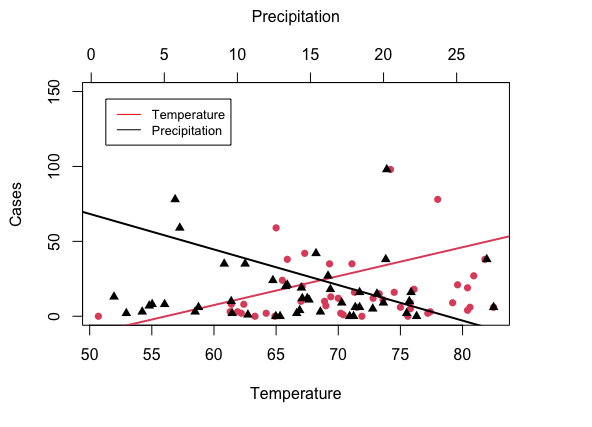 Precipitation
0 5 10 15 20 25
Temperature
Precipitation
Cases
0 50 100 150
50 55 60 65 70 75 80
Temperature